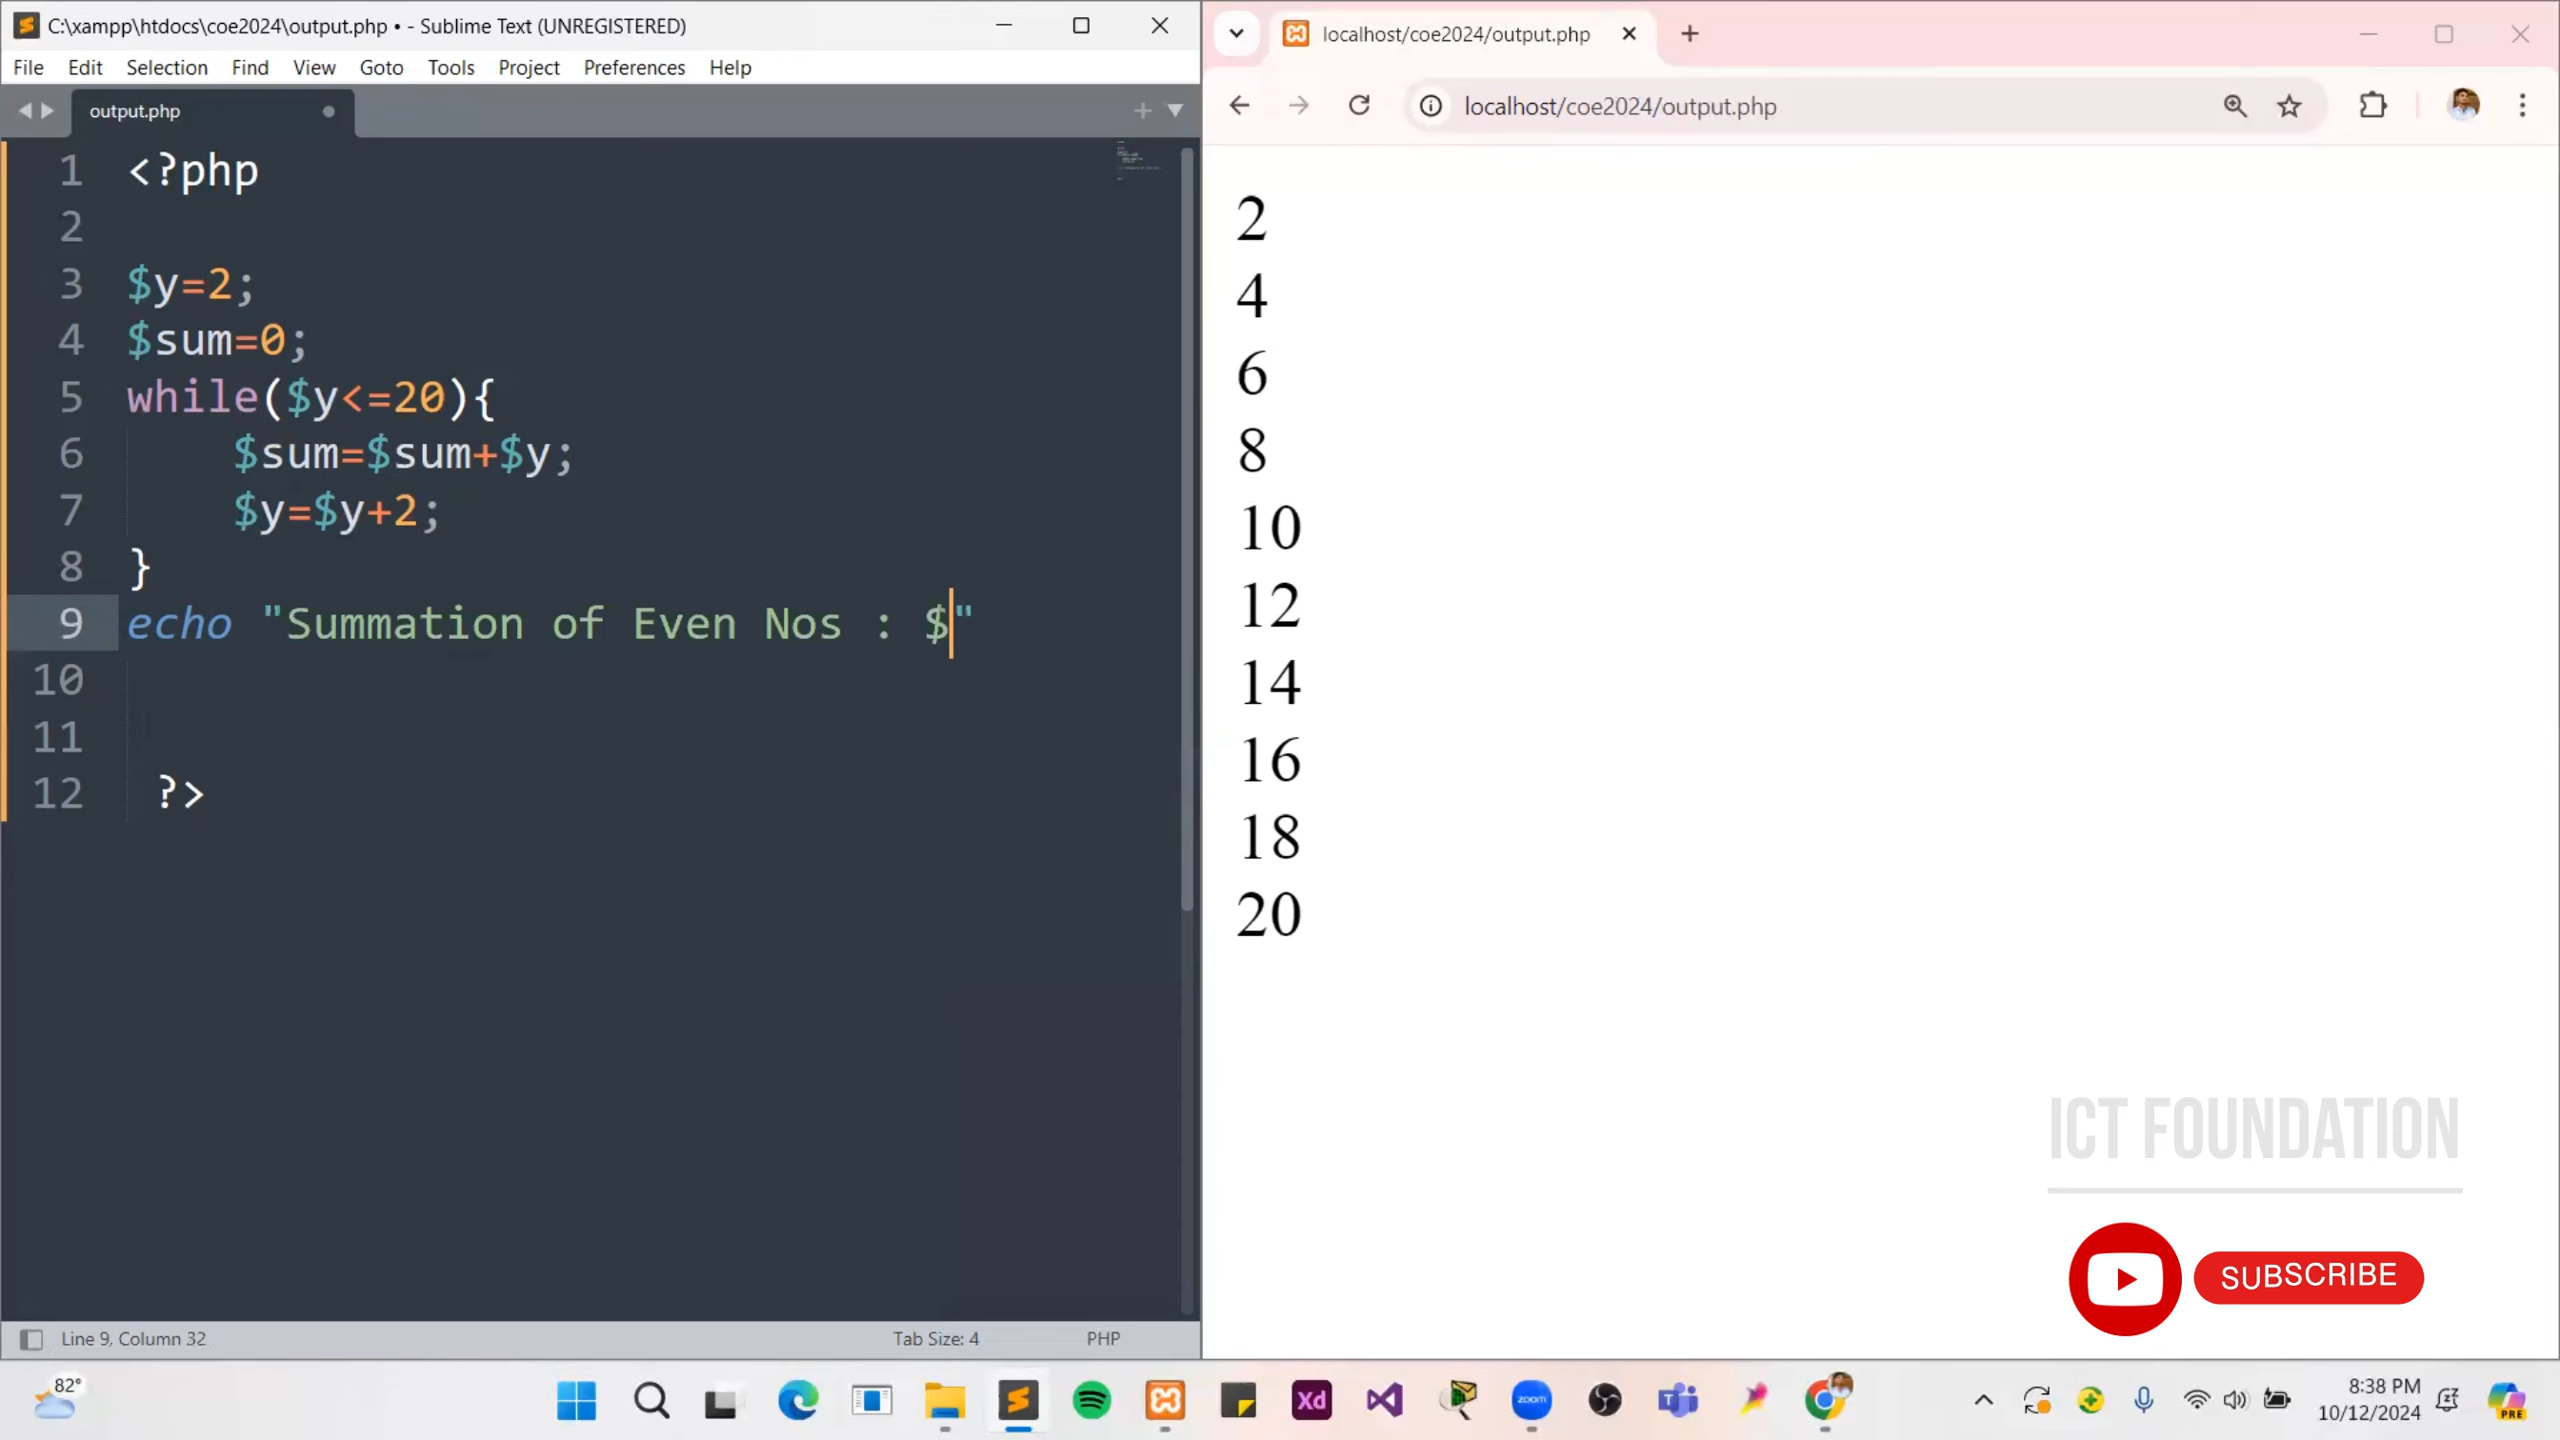 C:\xampp\htdocs\coe2024\output.php • - Sublime Text (UNREGISTERED)
File Edit Selection Find View Goto Tools Project Preferences Help
output.php
1 <?php
2
3 $y=2;
4 $sum=0;
5 while($y<=20){
6 $sum=$sum+$y;
7 $y=$y+2;
8 }
9 echo "Summation of Even Nos : $"
10
11
12 ?>
Line 9, Column 32 Tab Size: 4 PHP
localhost/coe2024/output.php
localhost/coe2024/output.php
2
4
6
8
10
12
14
16
18
20
ICT FOUNDATION
SUBSCRIBE
82°
Xd
zoom
8:38 PM
10/12/2024
PRE